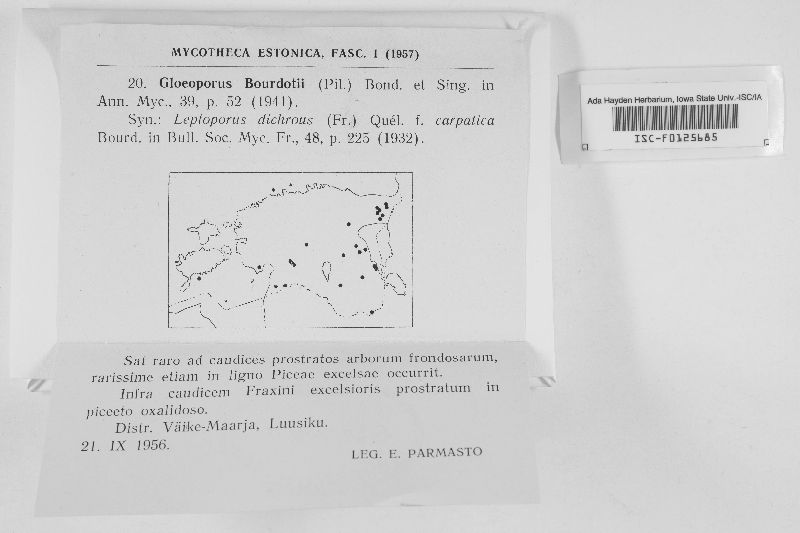 MYCOTHECA ESTONICA, FASC. I (1957)
20. Gloeoporus Bourdotii (Pil.) Bond. et Sing. in
Ann. Myc., 39, p. 52 (1941).
Syn.: Leptoporus dichrous (Fr.) Quél. f. carpatica
Bourd. in Bull. Soc. Myc. Fr., 48, p. 225 (1932).
Sat raro ad caudices prostratos arborum frondosarum,
rarissime etiam in ligno Piceae excelsae occurrit.
Infra caudicem Fraxini excelsioris prostratum in
piceeto oxalidoso.
Distr. Väike-Maarja, Luusiku.
21. IX 1956.
LEG. E. PARMASTO
Ada Hayden Herbarium, Iowa State Univ.-ISC/IA
ISC-F0125685